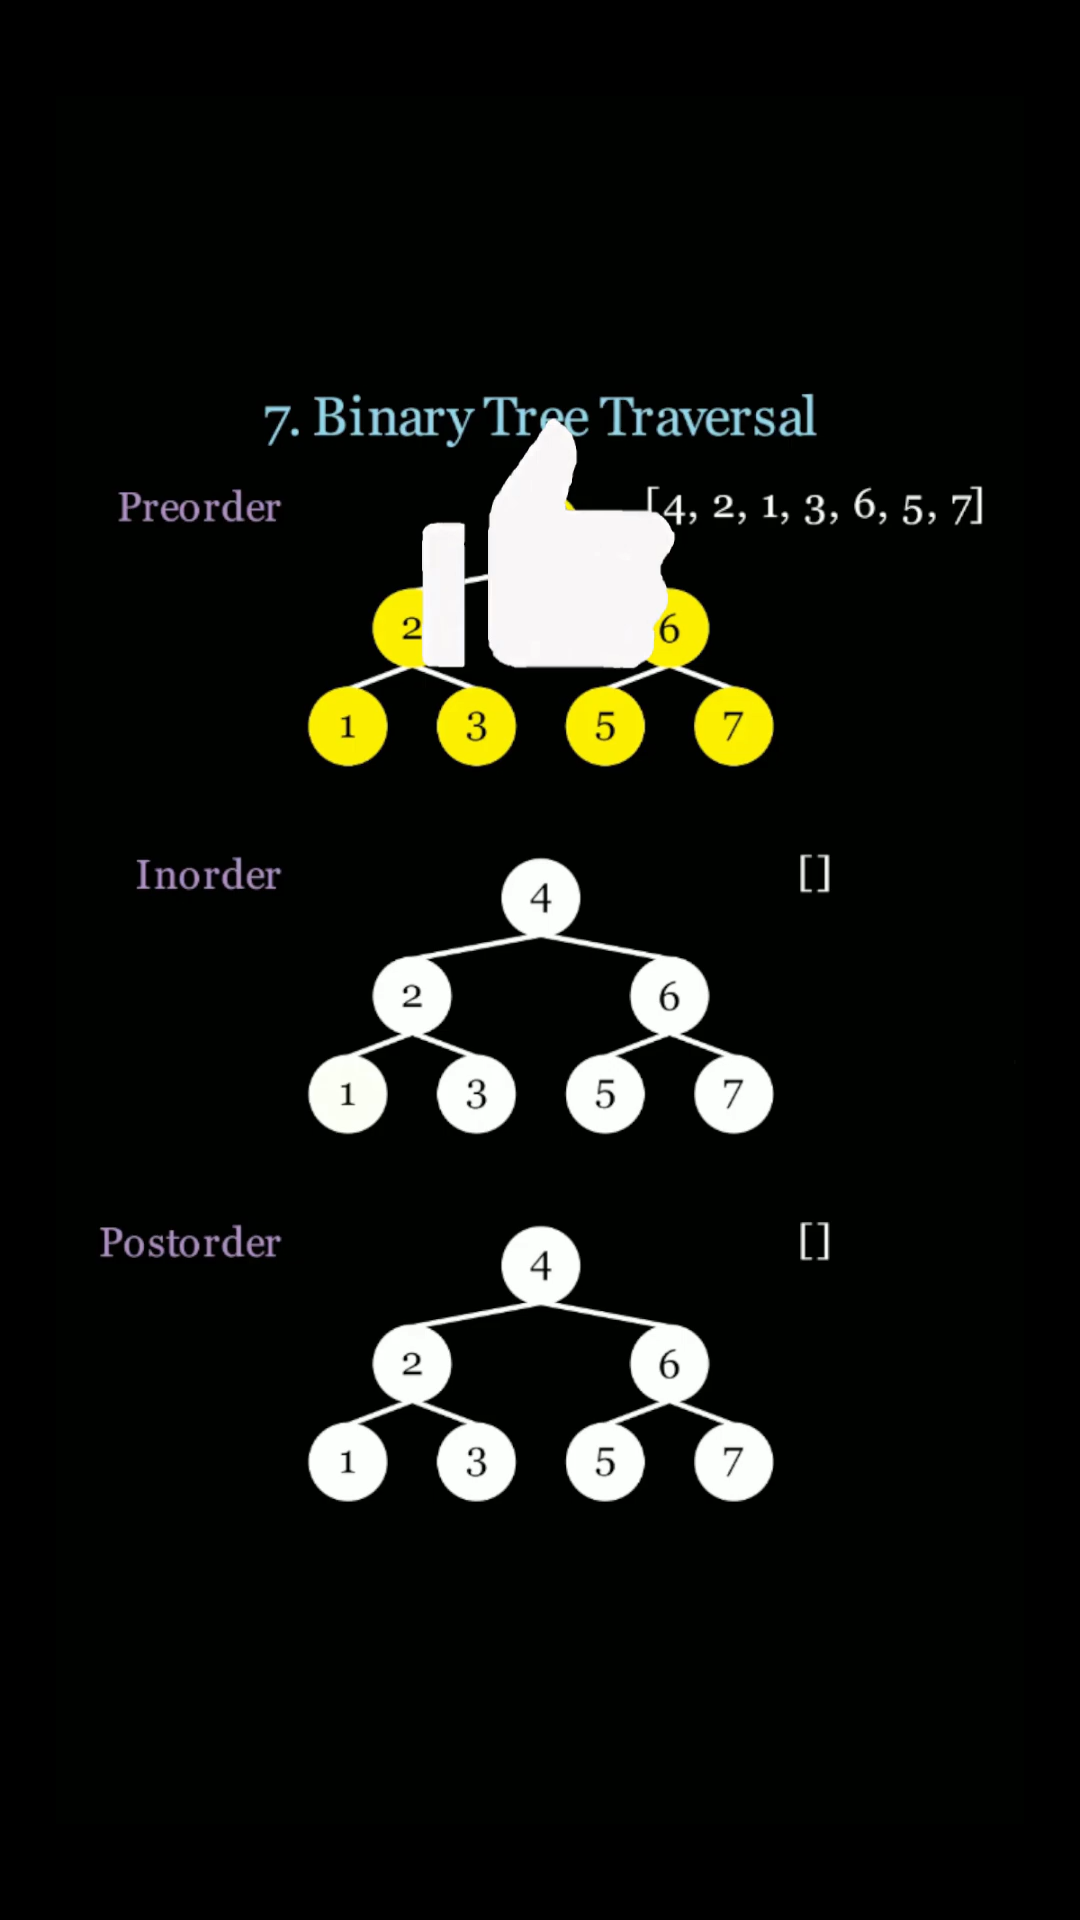 7. Binary Tree Traversal
Preorder [4, 2, 1, 3, 6, 5, 7]
2 6
1 3 5 7
Inorder []
4
2 6
1 3 5 7
Postorder []
4
2 6
1 3 5 7